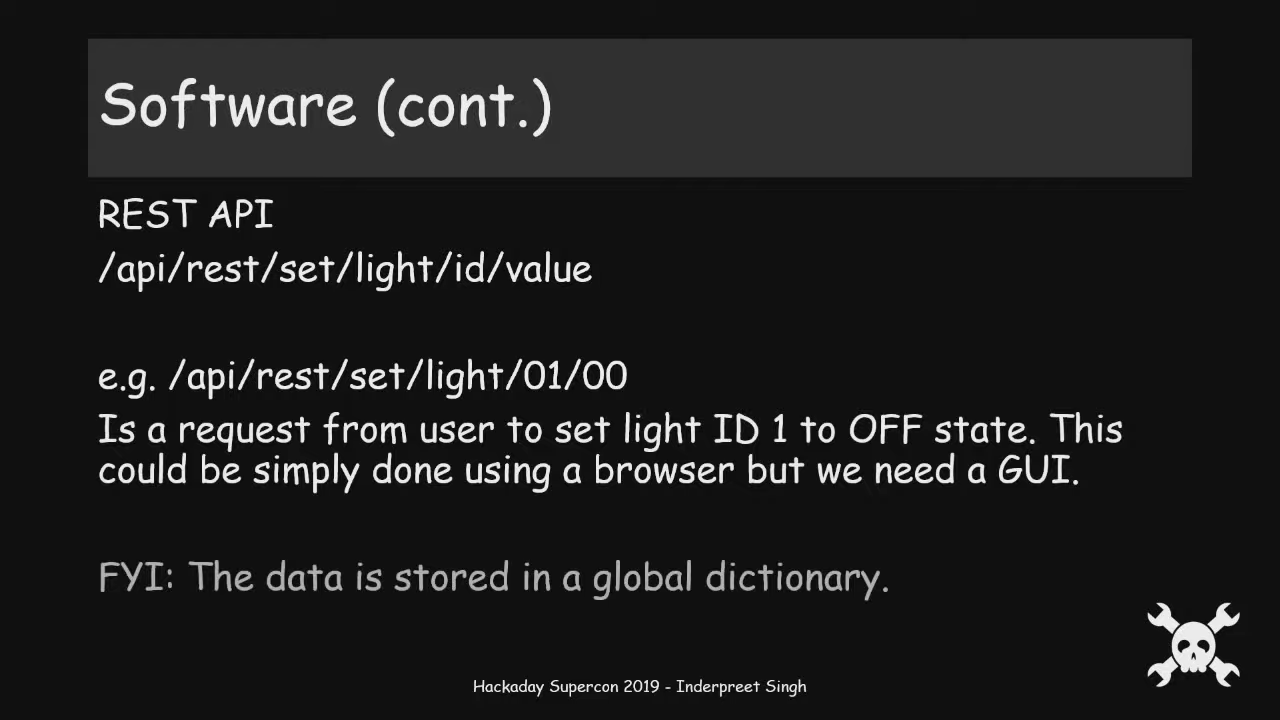 Software (cont.)
REST API
/api/rest/set/light/id/value
e.g. /api/rest/set/light/01/00
Is a request from user to set light ID 1 to OFF state. This
could be simply done using a browser but we need a GUI.
FYI: The data is stored in a global dictionary.
Hackaday Supercon 2019 - Inderpreet Singh